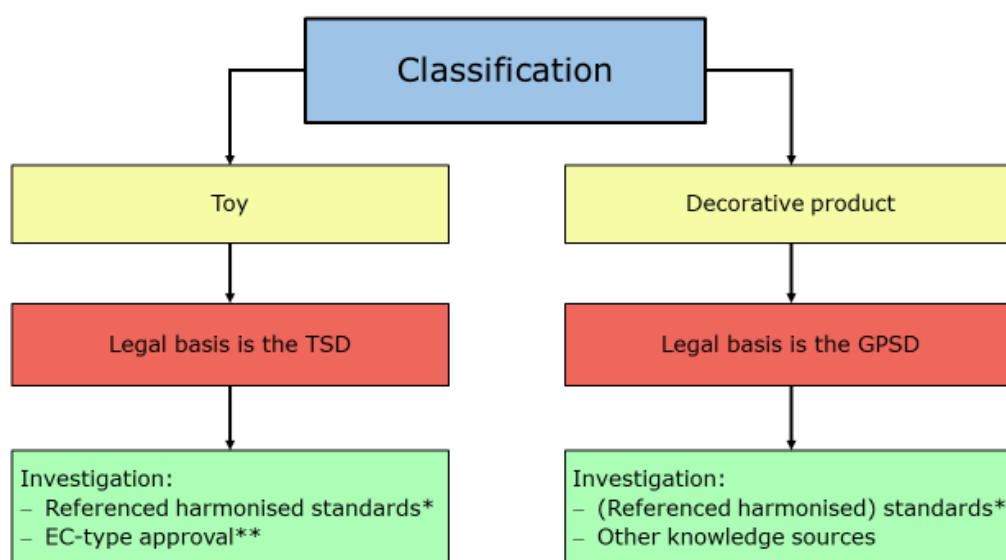 Classification
Toy
Decorative product
Legal basis is the TSD
Legal basis is the GPSD
Investigation:
– Referenced harmonised standards*
– EC-type approval**
Investigation:
– (Referenced harmonised) standards*
– Other knowledge sources